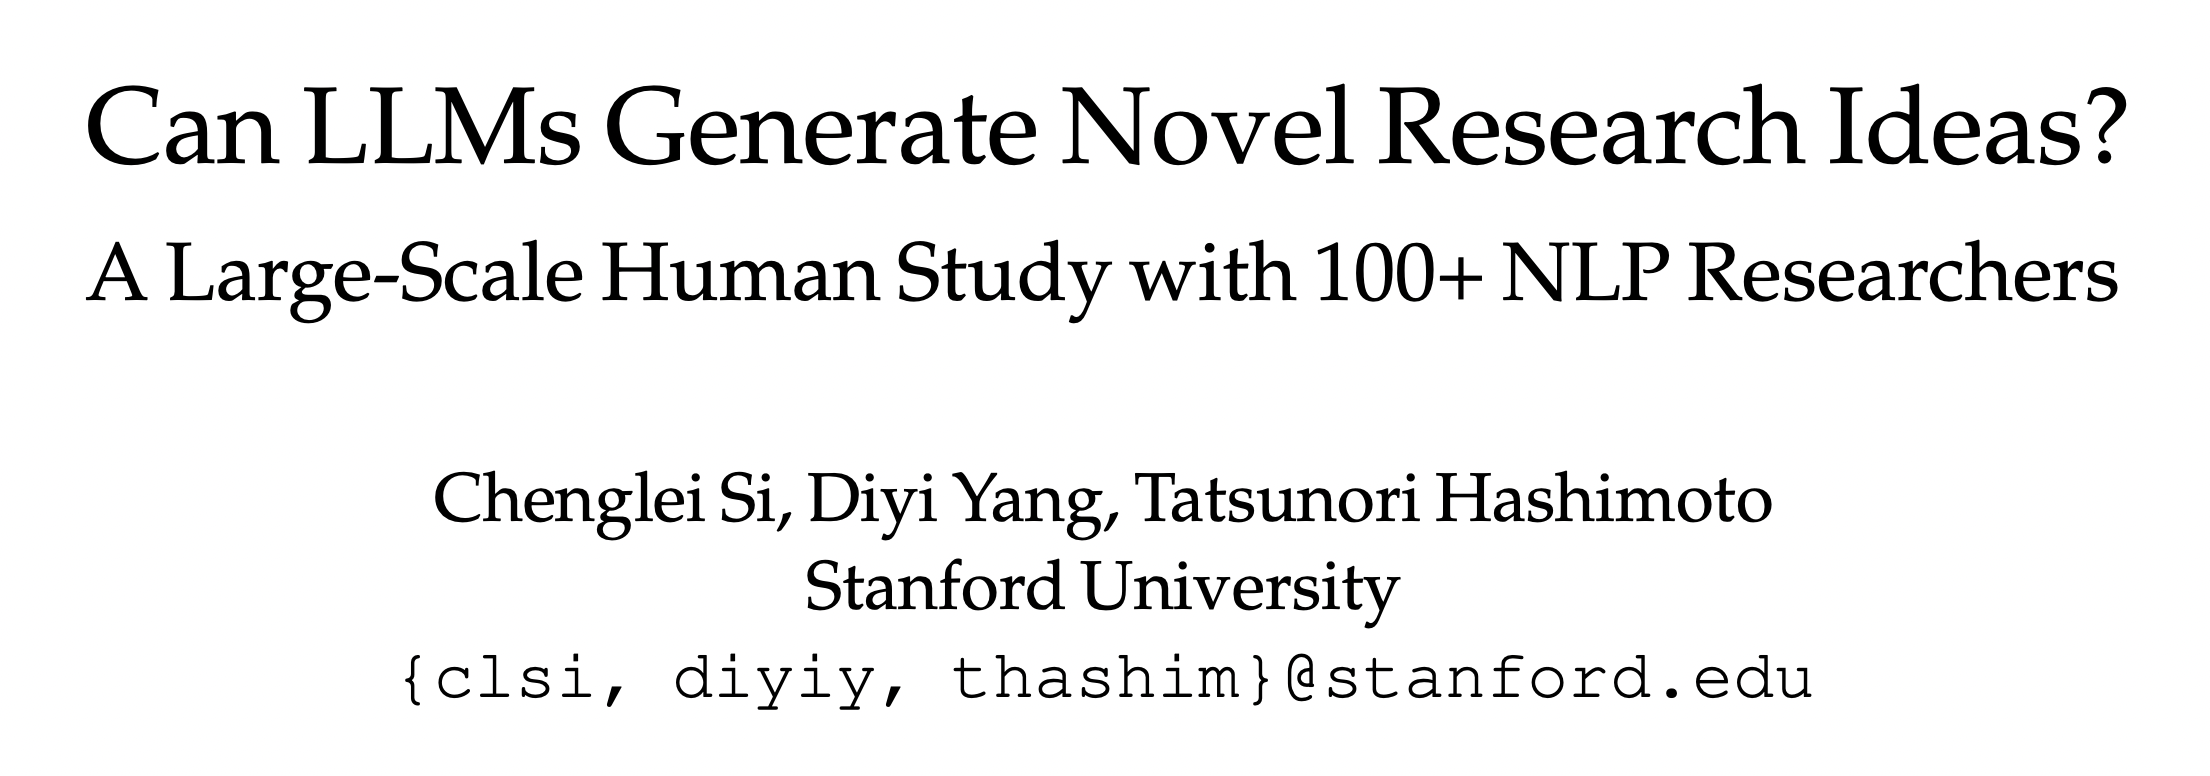 Can LLMs Generate Novel Research Ideas?
A Large-Scale Human Study with 100+ NLP Researchers
Chenglei Si, Diyi Yang, Tatsunori Hashimoto
Stanford University
{clsi, diyiy, thashim}@stanford.edu